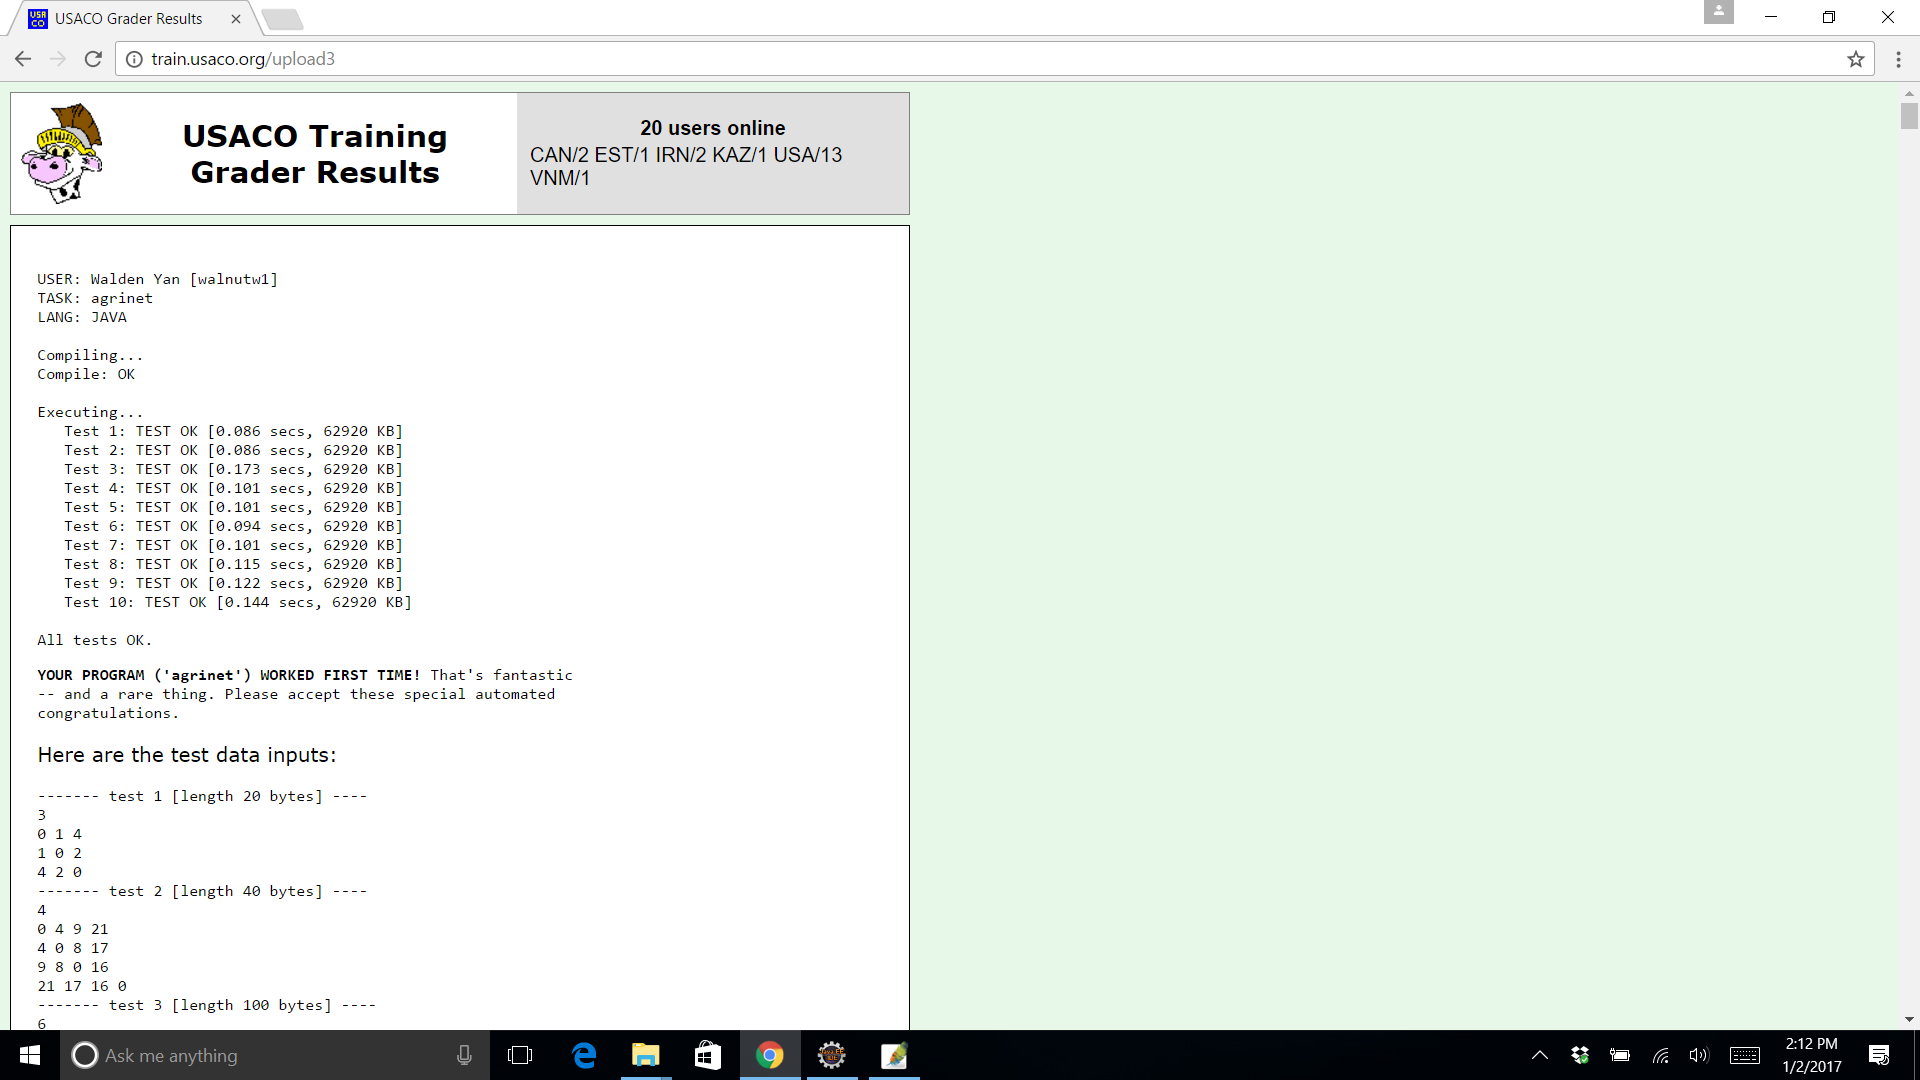 USACO Grader Results
train.usaco.org/upload3
USACO Training
Grader Results
20 users online
CAN/2 EST/1 IRN/2 KAZ/1 USA/13
VNM/1
USER: Walden Yan [walnutw1]
TASK: agrinet
LANG: JAVA
Compiling...
Compile: OK
Executing...
Test 1: TEST OK [0.086 secs, 62920 KB]
Test 2: TEST OK [0.086 secs, 62920 KB]
Test 3: TEST OK [0.173 secs, 62920 KB]
Test 4: TEST OK [0.101 secs, 62920 KB]
Test 5: TEST OK [0.101 secs, 62920 KB]
Test 6: TEST OK [0.094 secs, 62920 KB]
Test 7: TEST OK [0.101 secs, 62920 KB]
Test 8: TEST OK [0.115 secs, 62920 KB]
Test 9: TEST OK [0.122 secs, 62920 KB]
Test 10: TEST OK [0.144 secs, 62920 KB]
All tests OK.
YOUR PROGRAM ('agrinet') WORKED FIRST TIME! That's fantastic
-- and a rare thing. Please accept these special automated
congratulations.
Here are the test data inputs:
------- test 1 [length 20 bytes] ----
3
0 1 4
1 0 2
4 2 0
------- test 2 [length 40 bytes] ----
4
0 4 9 21
4 0 8 17
9 8 0 16
21 17 16 0
------- test 3 [length 100 bytes] ----
6
Ask me anything
2:12 PM
1/2/2017